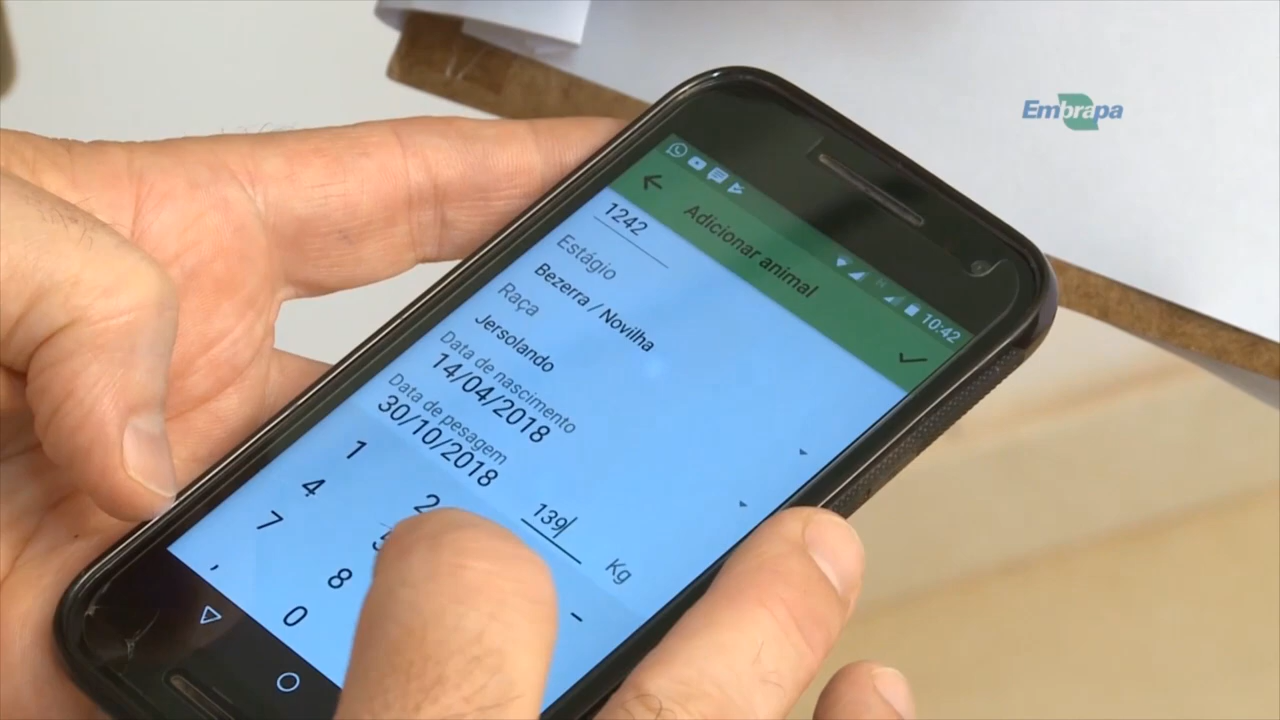 Embrapa
10:42
Adicionar animal
1242
Estágio
Bezerra / Novilha
Raça
Jersolando
Data de nascimento
14/04/2018
Data de pesagem
30/10/2018
139
Kg
1
2
4
7
8
,
0
-